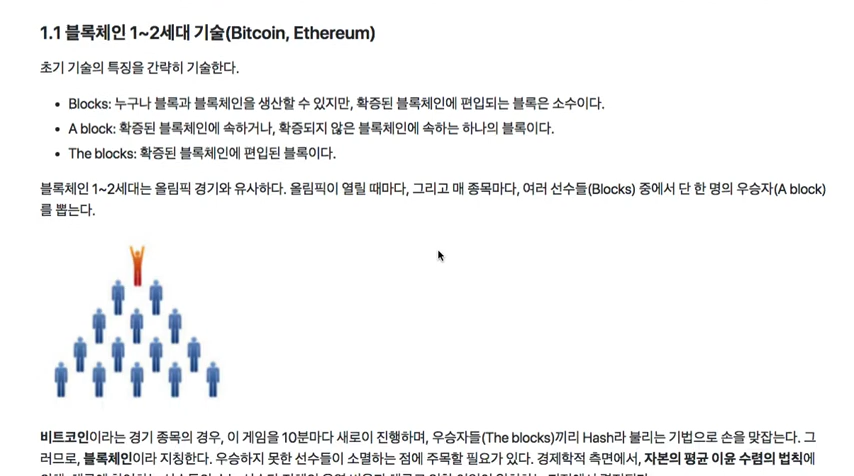 1.1 블록체인 1~2세대 기술(Bitcoin, Ethereum)
초기 기술의 특징을 간략히 기술한다.
• Blocks: 누구나 블록과 블록체인을 생산할 수 있지만, 확증된 블록체인에 편입되는 블록은 소수이다.
• A block: 확증된 블록체인에 속하거나, 확증되지 않은 블록체인에 속하는 하나의 블록이다.
• The blocks: 확증된 블록체인에 편입된 블록이다.
블록체인 1~2세대는 올림픽 경기와 유사하다. 올림픽이 열릴 때마다, 그리고 매 종목마다, 여러 선수들(Blocks) 중에서 단 한 명의 우승자(A block)
를 뽑는다.
비트코인이라는 경기 종목의 경우, 이 게임을 10분마다 새로이 진행하며, 우승자들(The blocks)끼리 Hash라 불리는 기법으로 손을 맞잡는다. 그
러므로, 블록체인이라 지칭한다. 우승하지 못한 선수들이 소멸하는 점에 주목할 필요가 있다. 경제학적 측면에서, 자본의 평균 이윤 수렴의 법칙에